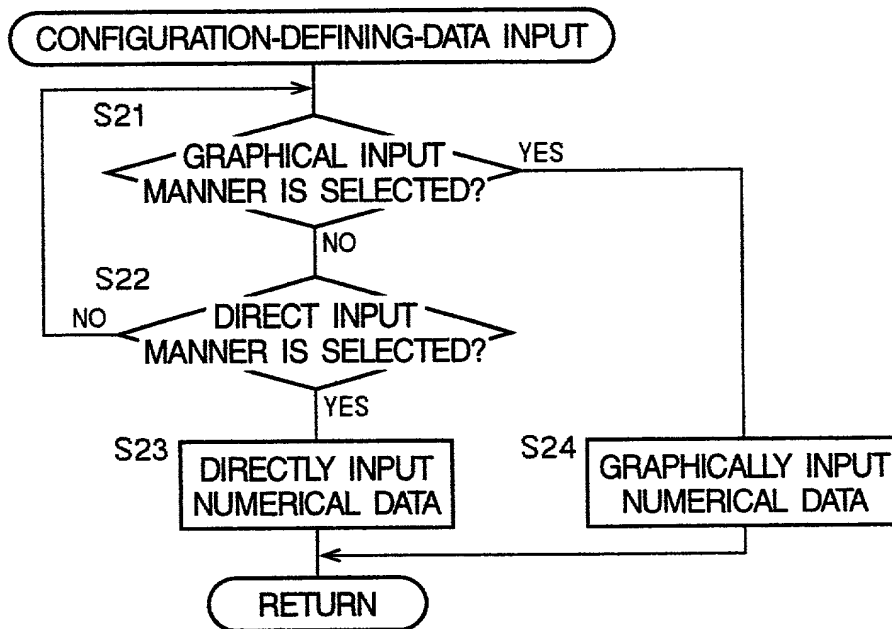 CONFIGURATION-DEFINING-DATA INPUT
S21
GRAPHICAL INPUT
MANNER IS SELECTED?
YES
NO
S22
DIRECT INPUT
MANNER IS SELECTED?
NO
YES
S23
DIRECTLY INPUT
NUMERICAL DATA
S24
GRAPHICALLY INPUT
NUMERICAL DATA
RETURN